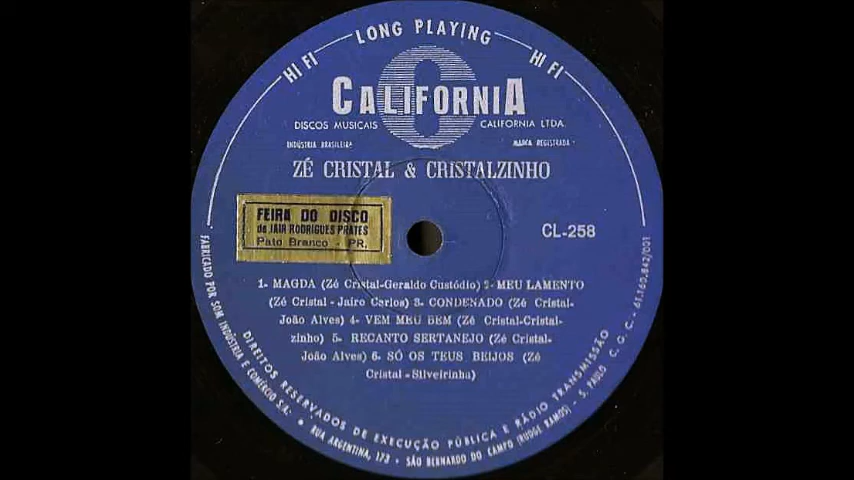 LONG PLAYING
HI FI
HI FI
CALIFORNIA
DISCOS MUSICAIS
CALIFORNIA LTDA.
INDÚSTRIA BRASILEIRA
MARCA REGISTRADA
ZÉ CRISTAL & CRISTALZINHO
FEIRA DO DISCO
de JAIR RODRIGUES PRATES
Pato Branco - PR.
CL-258
1- MAGDA (Zé Cristal-Geraldo Custódio) 2- MEU LAMENTO
(Zé Cristal - Jairo Carlos) 3- CONDENADO (Zé Cristal-
João Alves) 4- VEM MEU BEM (Zé Cristal-Cristal-
zinho) 5- RECANTO SERTANEJO (Zé Cristal-
João Alves) 6- SÓ OS TEUS BEIJOS (Zé
Cristal - Silveirinha)
DIREITOS RESERVADOS DE EXECUÇÃO PÚBLICA E RÁDIO TRANSMISSÃO
FABRICADO POR SOM INDÚSTRIA E COMÉRCIO S.A. • RUA ARGENTINA, 173 - SÃO BERNARDO DO CAMPO (RUDGE RAMOS) - S. PAULO - C. G. C. - 61.160.842/001